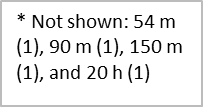 * Not shown: 54 m
(1), 90 m (1), 150 m
(1), and 20 h (1)